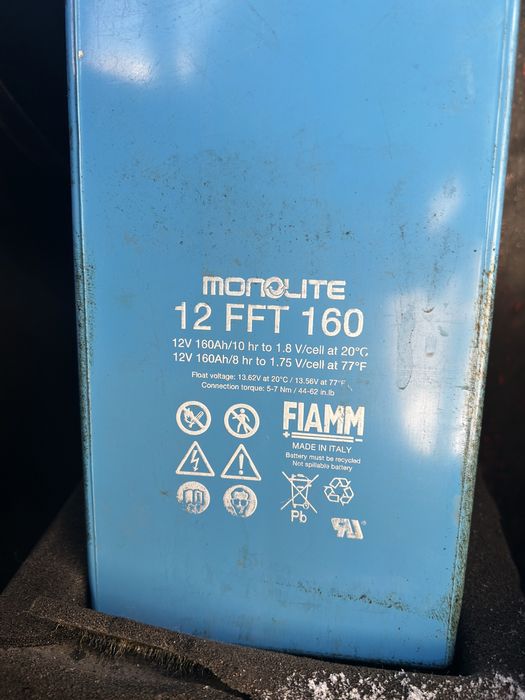 MONOLITE
12 FFT 160
12V 160Ah/10 hr to 1.8 V/cell at 20°C
12V 160Ah/8 hr to 1.75 V/cell at 77°F
Float voltage: 13.62V at 20°C / 13.56V at 77°F
Connection torque: 5-7 Nm / 44-62 in.lb
FIAMM
MADE IN ITALY
Battery must be recycled
Not spillable battery
Pb